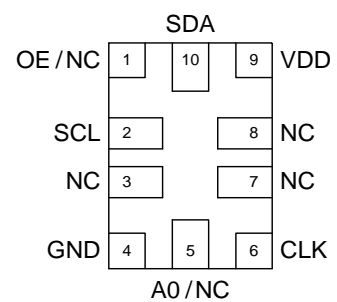 SDA
OE/NC 1 10 9 VDD
SCL 2 8 NC
NC 3 7 NC
GND 4 5 6 CLK
A0/NC